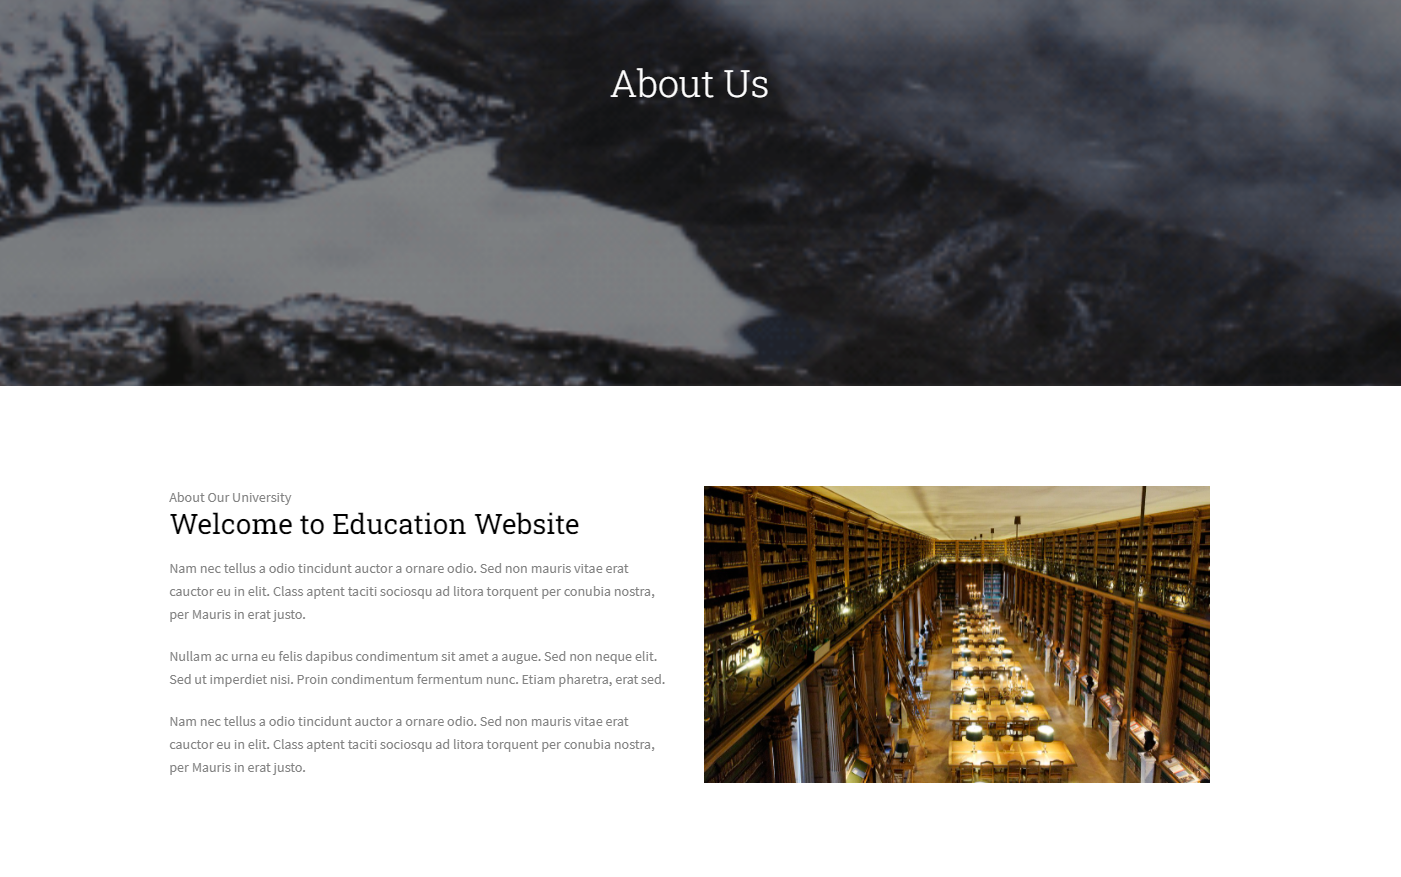 About Us
About Our University
Welcome to Education Website
Nam nec tellus a odio tincidunt auctor a ornare odio. Sed non mauris vitae erat
cauctor eu in elit. Class aptent taciti sociosqu ad litora torquent per conubia nostra,
per Mauris in erat justo.
Nullam ac urna eu felis dapibus condimentum sit amet a augue. Sed non neque elit.
Sed ut imperdiet nisi. Proin condimentum fermentum nunc. Etiam pharetra, erat sed.
Nam nec tellus a odio tincidunt auctor a ornare odio. Sed non mauris vitae erat
cauctor eu in elit. Class aptent taciti sociosqu ad litora torquent per conubia nostra,
per Mauris in erat justo.